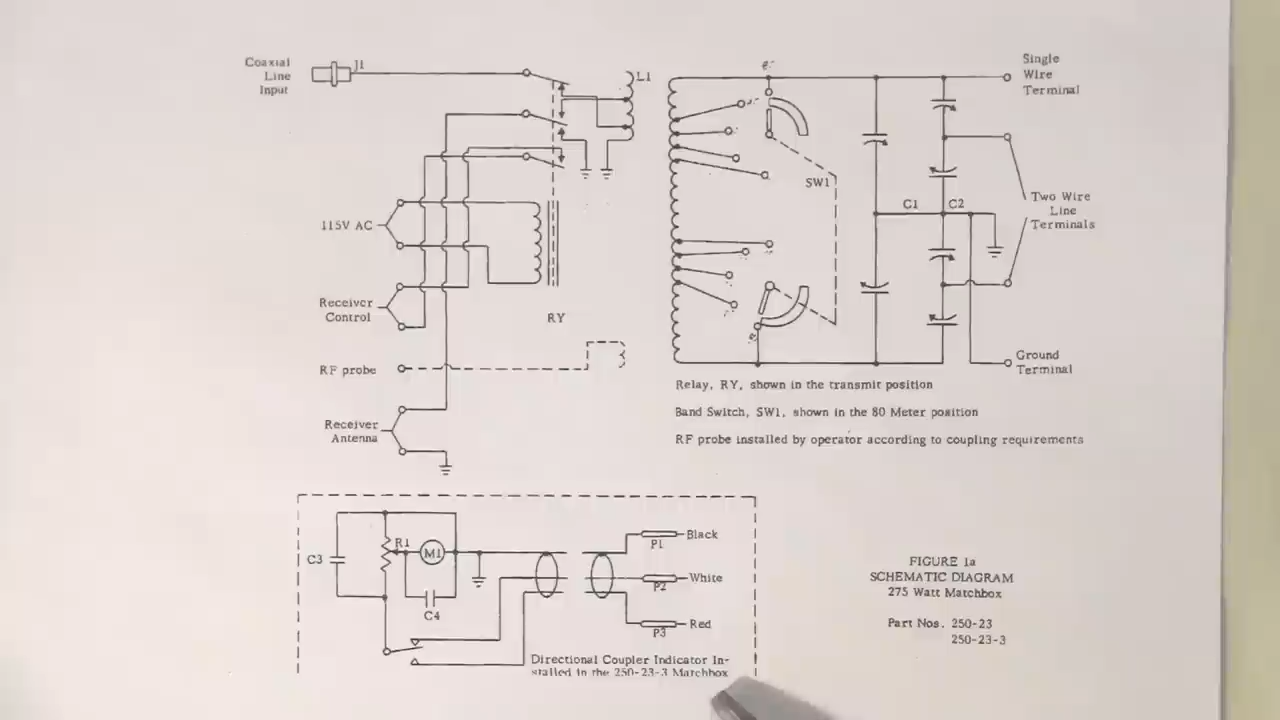 Coaxial
Line
Input
J1
L1
Single
Wire
Terminal
SW1
115V AC
C1
C2
Two Wire
Line
Terminals
Receiver
Control
RY
RF probe
Ground
Terminal
Relay, RY, shown in the transmit position
Band Switch, SW1, shown in the 80 Meter position
RF probe installed by operator according to coupling requirements
Receiver
Antenna
C3
R1
M1
C4
P1
Black
P2
White
P3
Red
Directional Coupler Indicator In-
stalled in the 250-23-3 Matchbox
FIGURE 1a
SCHEMATIC DIAGRAM
275 Watt Matchbox
Part Nos. 250-23
250-23-3